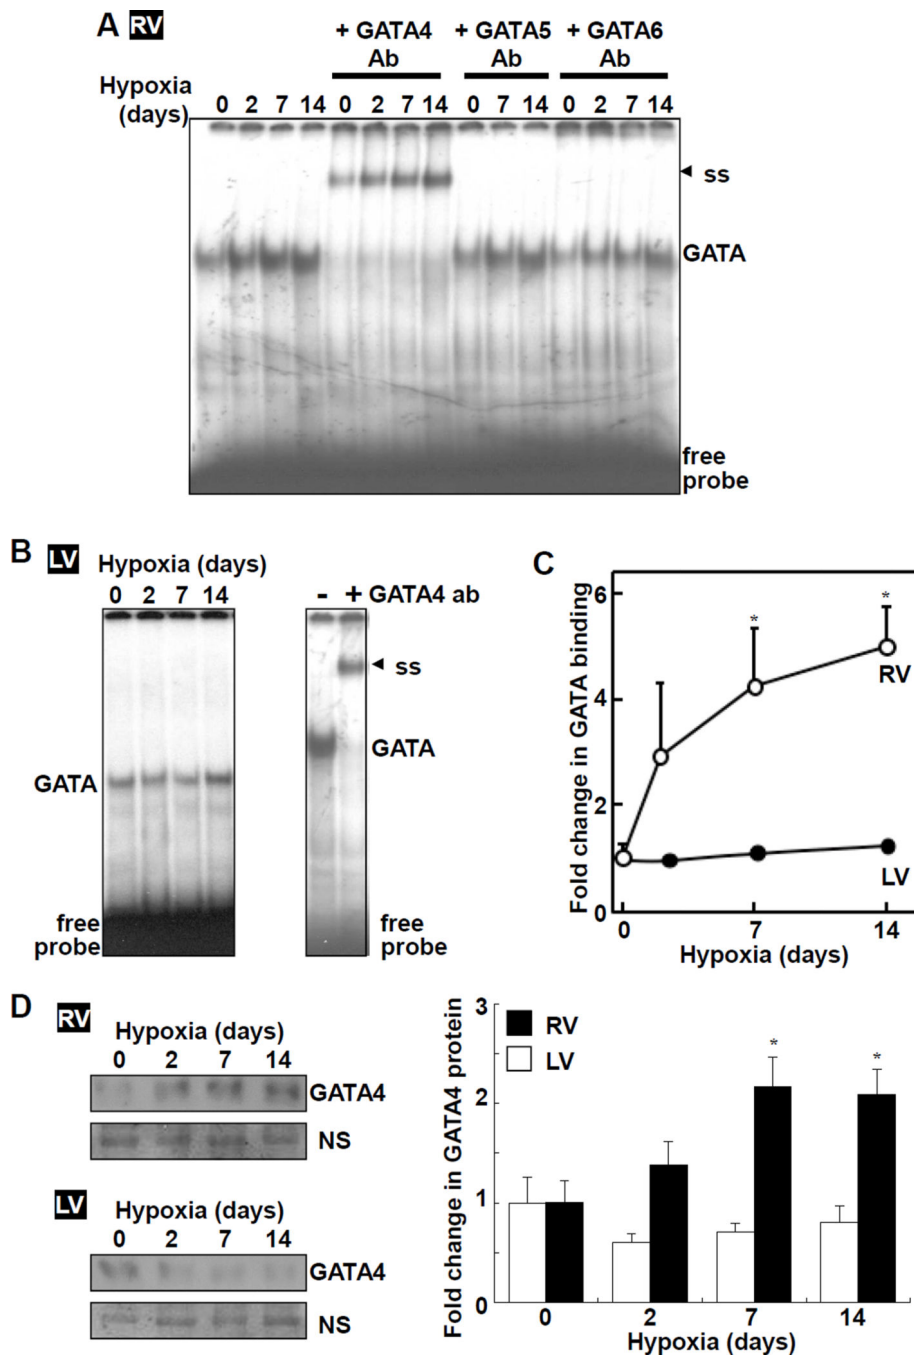 A RV
+ GATA4 + GATA5 + GATA6
Ab Ab Ab
Hypoxia
(days) 0 2 7 14 0 2 7 14 0 7 14 0 2 7 14
ss
GATA
free
probe
B LV Hypoxia (days)
0 2 7 14
- + GATA4 ab
ss
GATA
GATA
free
probe
free
probe
C
Fold change in GATA binding
6
4
2
0
* *
RV
LV
0 7 14
Hypoxia (days)
D
RV
Hypoxia (days)
0 2 7 14
GATA4
NS
LV
Hypoxia (days)
0 2 7 14
GATA4
NS
Fold change in GATA4 protein
3
2
1
0
RV
LV
* *
0 2 7 14
Hypoxia (days)